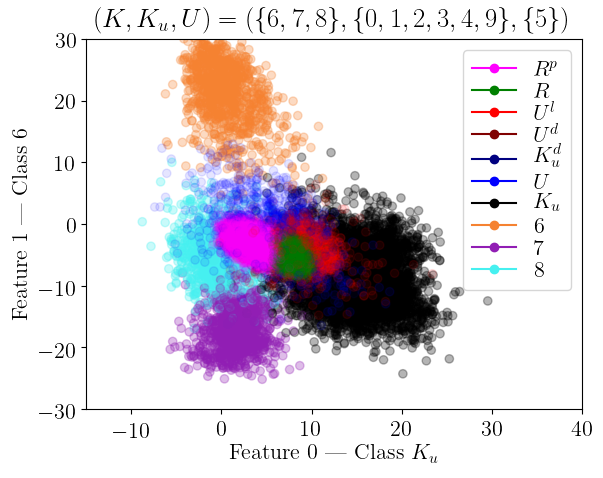 (K, K_u, U) = ({6, 7, 8}, {0, 1, 2, 3, 4, 9}, {5})
30
20
10
0
−10
−20
−30
Feature 1 — Class 6
R^p
R
U^l
U^d
K_u^d
U
K_u
6
7
8
−10
0
10
20
30
40
Feature 0 — Class K_u